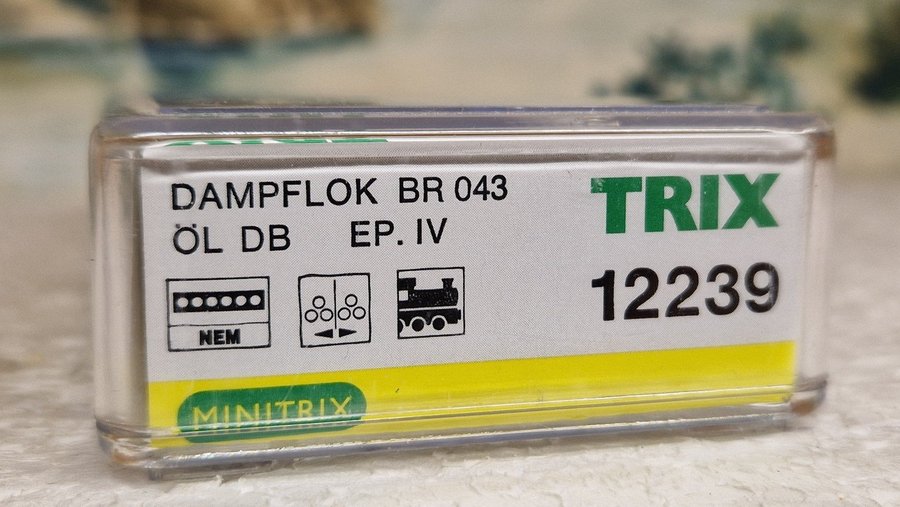 DAMPFLOK BR 043
ÖL DB EP. IV
TRIX
12239
NEM
MINITRIX